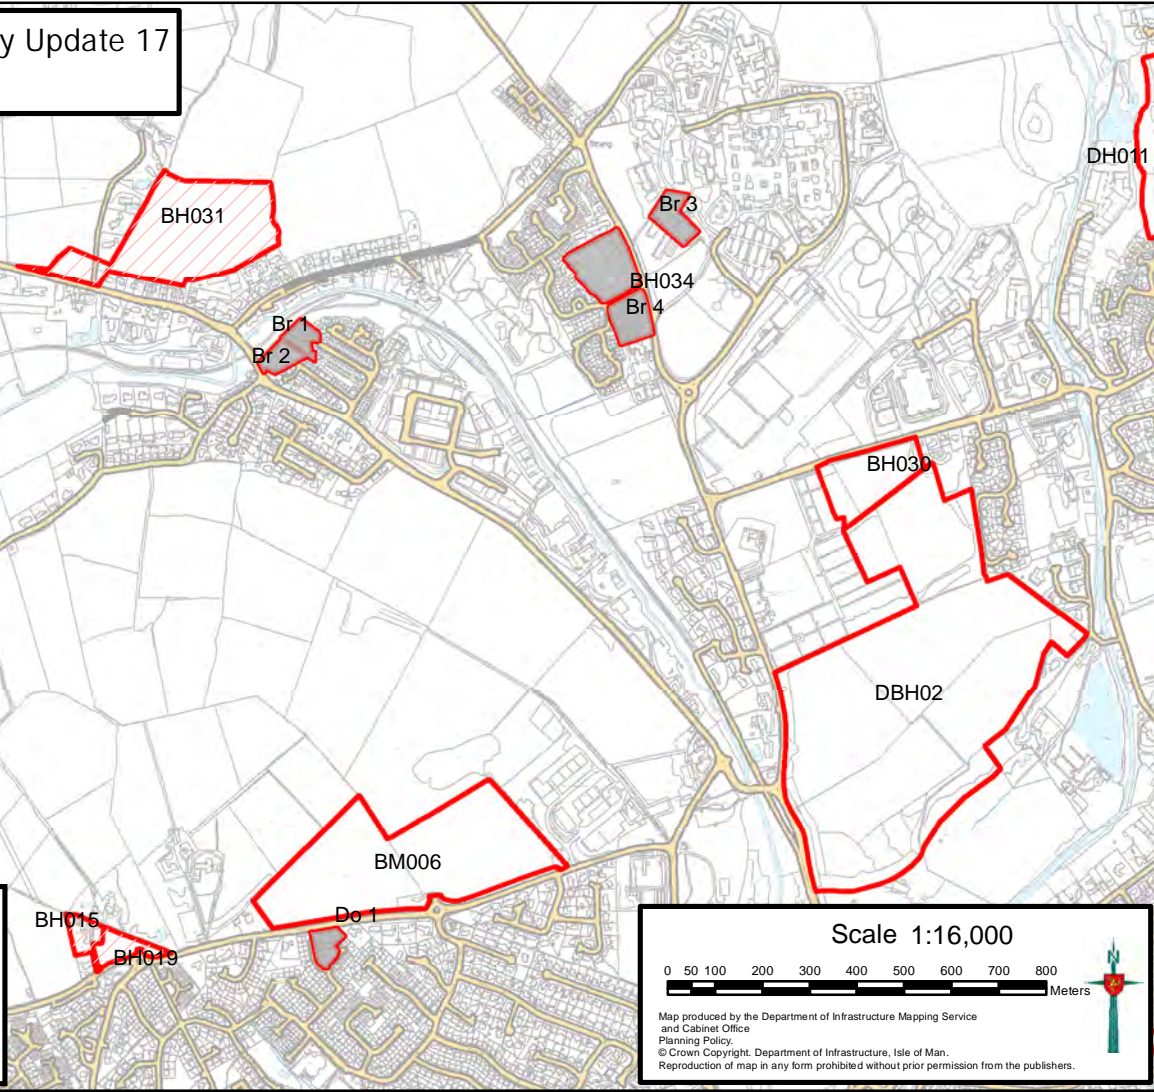 y Update 17
DH011
BH031
Br 3
BH034
Br 4
Br 1
Br 2
BH030
DBH02
BM006
Do 1
BH015
BH019
Scale 1:16,000
N
0 50 100 200 300 400 500 600 700 800
Meters
Map produced by the Department of Infrastructure Mapping Service
and Cabinet Office
Planning Policy.
© Crown Copyright. Department of Infrastructure, Isle of Man.
Reproduction of map in any form prohibited without prior permission from the publishers.